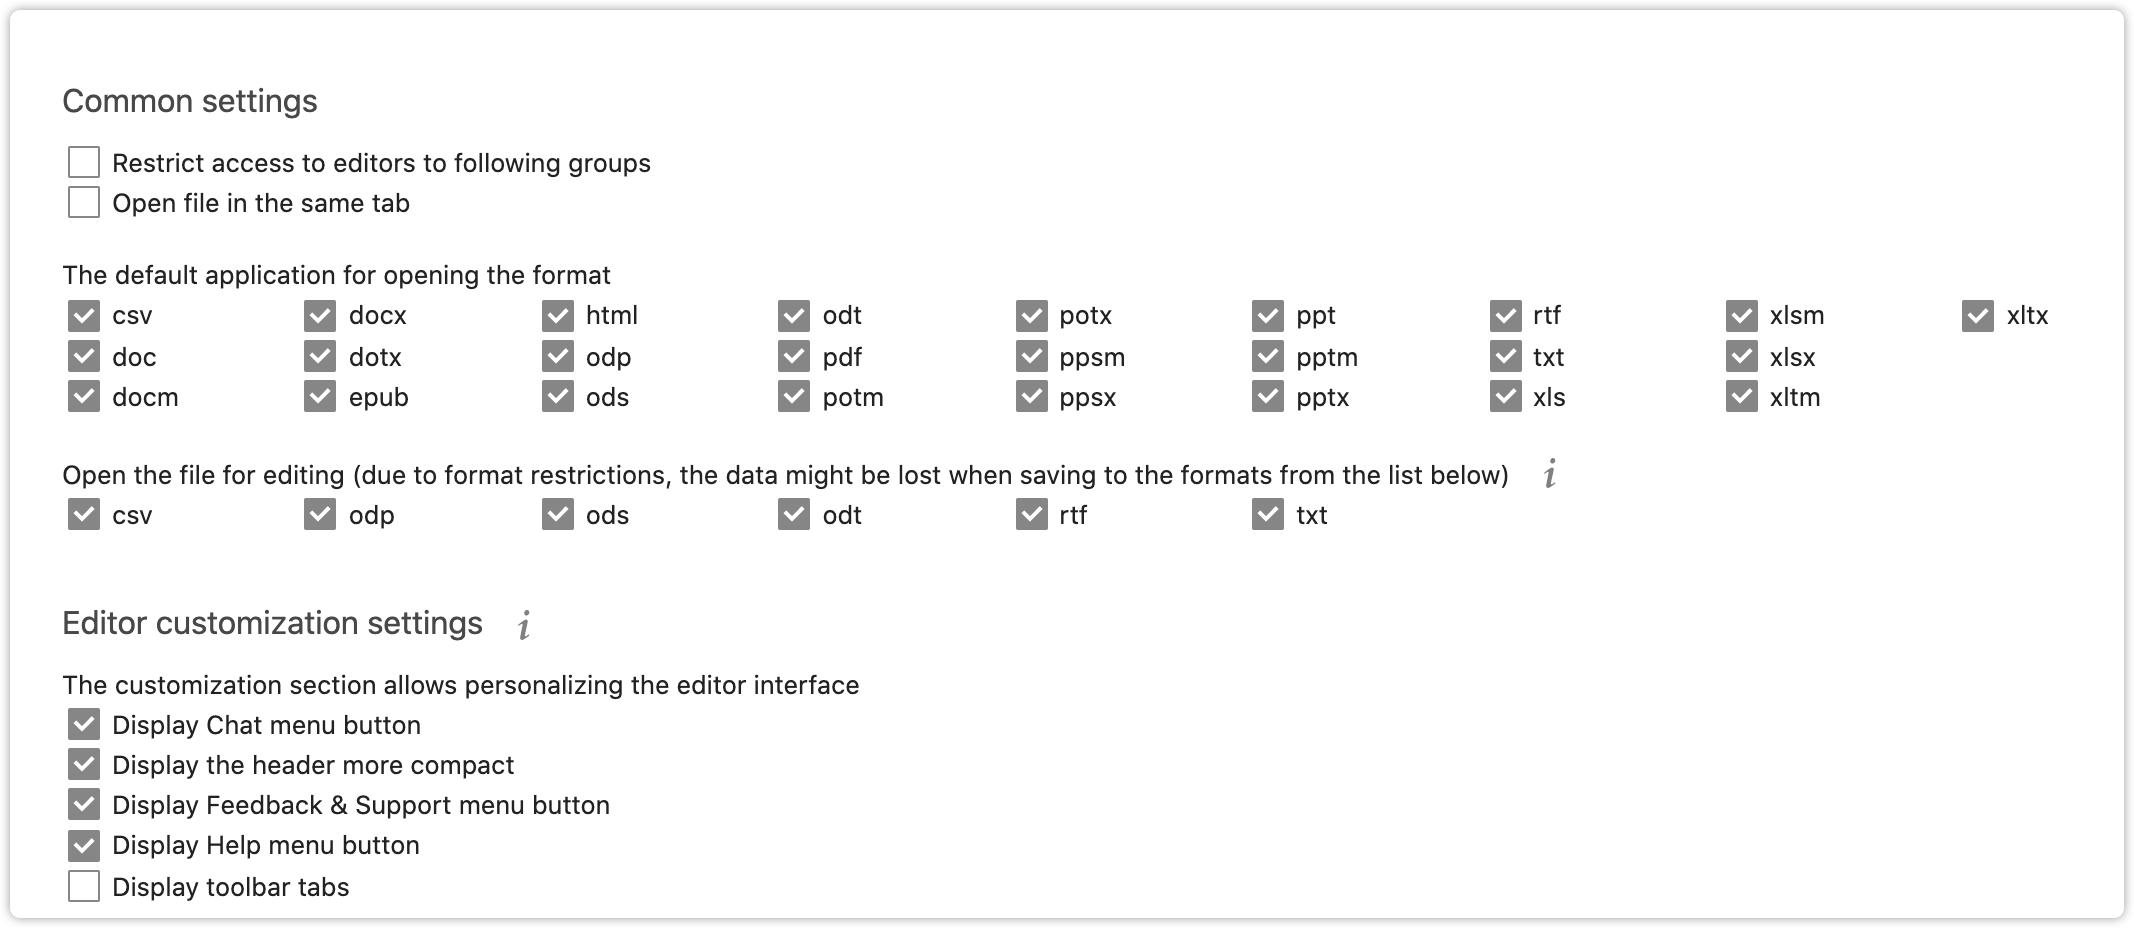 Common settings
Restrict access to editors to following groups
Open file in the same tab
The default application for opening the format
csv docx html odt potx ppt rtf xlsm xltx
doc dotx odp pdf ppsm pptm txt xlsx
docm epub ods potm ppsx pptx xls xltm
Open the file for editing (due to format restrictions, the data might be lost when saving to the formats from the list below) i
csv odp ods odt rtf txt
Editor customization settings i
The customization section allows personalizing the editor interface
Display Chat menu button
Display the header more compact
Display Feedback & Support menu button
Display Help menu button
Display toolbar tabs